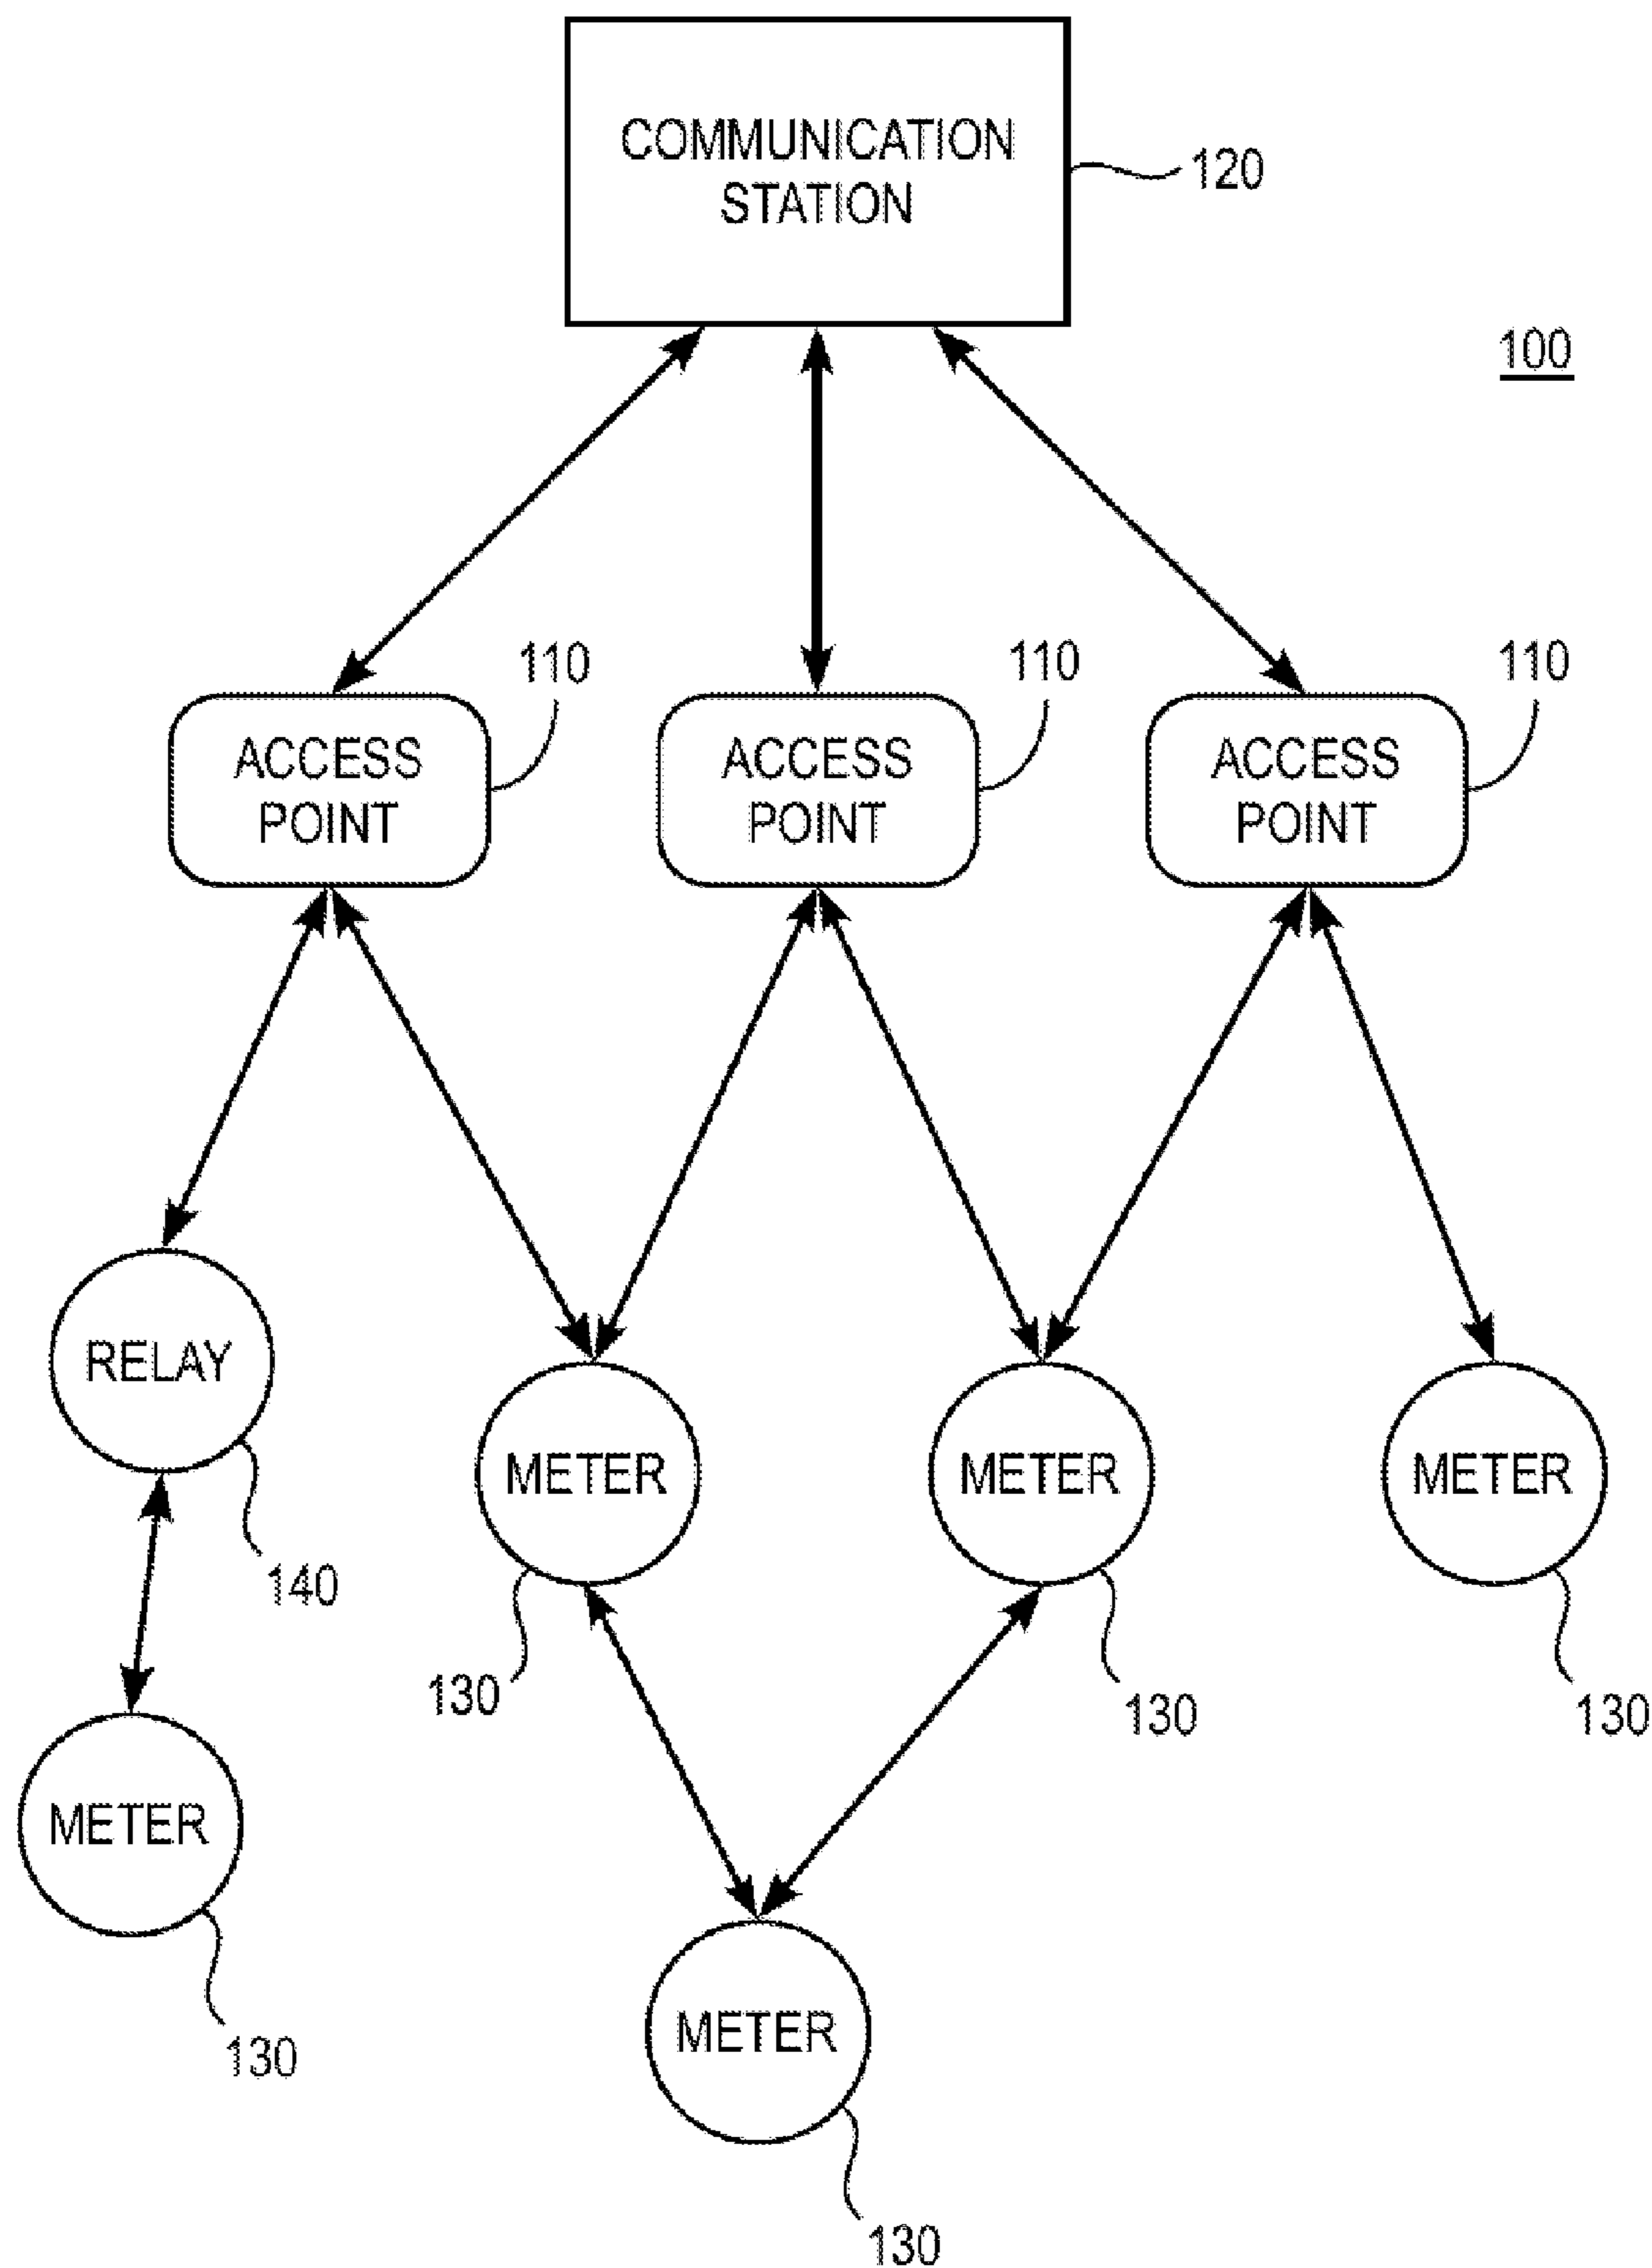 COMMUNICATION
STATION
120
100
110
110
110
ACCESS
POINT
ACCESS
POINT
ACCESS
POINT
RELAY
METER
METER
METER
140
130
130
130
METER
130
METER
130